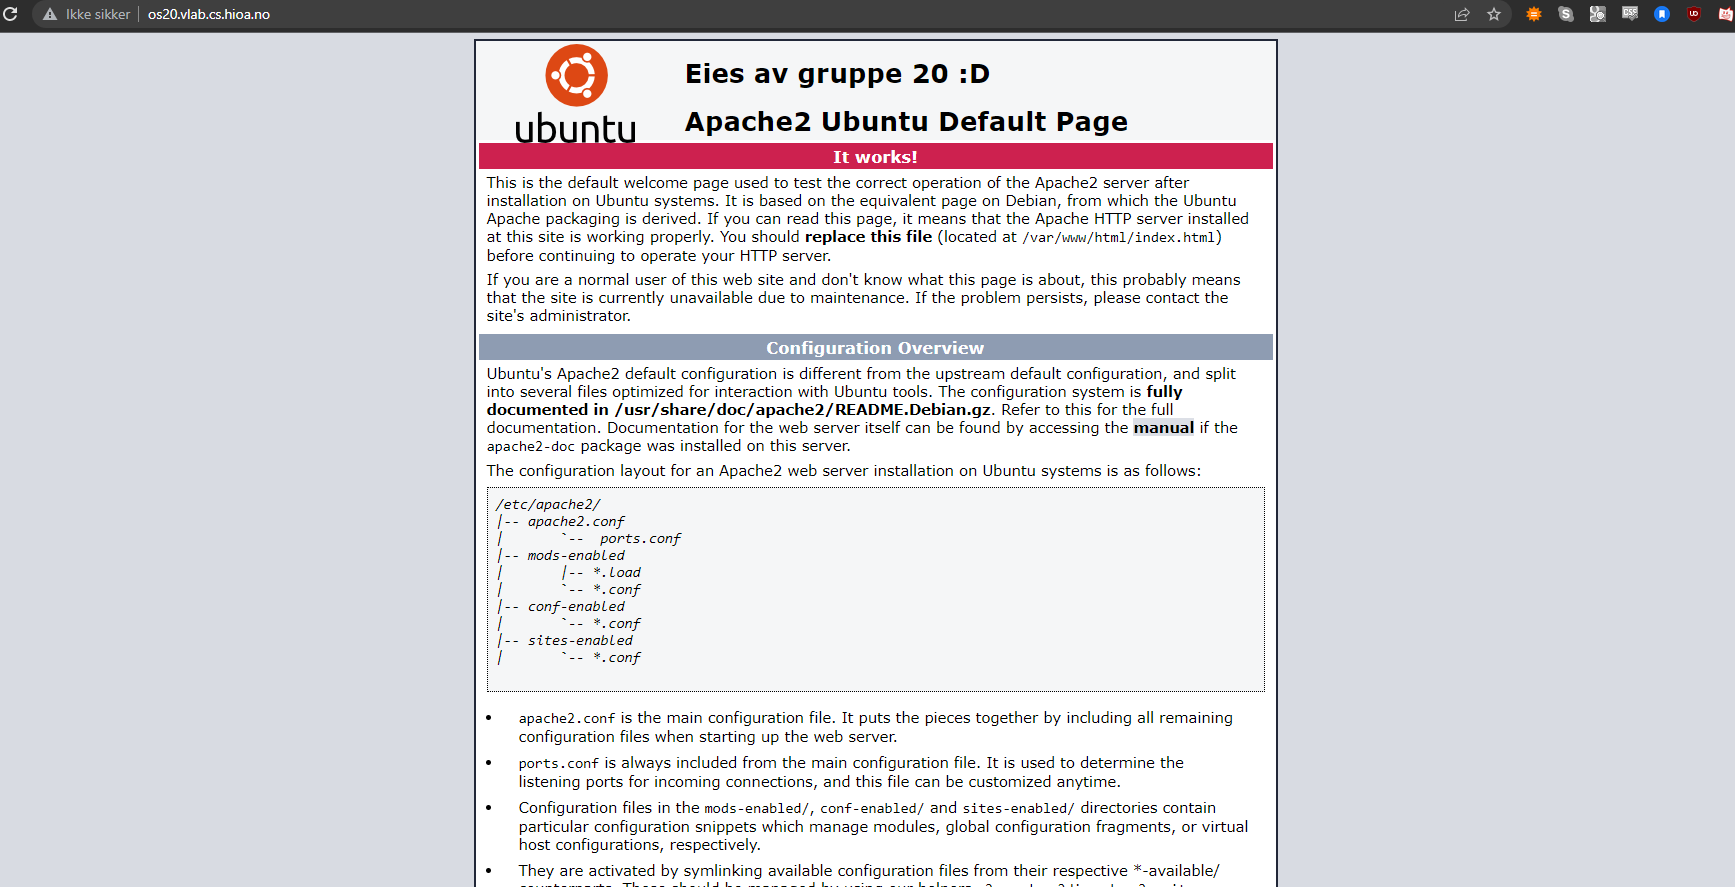 Ikke sikker os20.vlab.cs.hioa.no
Eies av gruppe 20 :D
ubuntu
Apache2 Ubuntu Default Page
It works!
This is the default welcome page used to test the correct operation of the Apache2 server after
installation on Ubuntu systems. It is based on the equivalent page on Debian, from which the Ubuntu
Apache packaging is derived. If you can read this page, it means that the Apache HTTP server installed
at this site is working properly. You should replace this file (located at /var/www/html/index.html)
before continuing to operate your HTTP server.
If you are a normal user of this web site and don't know what this page is about, this probably means
that the site is currently unavailable due to maintenance. If the problem persists, please contact the
site's administrator.
Configuration Overview
Ubuntu's Apache2 default configuration is different from the upstream default configuration, and split
into several files optimized for interaction with Ubuntu tools. The configuration system is fully
documented in /usr/share/doc/apache2/README.Debian.gz. Refer to this for the full
documentation. Documentation for the web server itself can be found by accessing the manual if the
apache2-doc package was installed on this server.
The configuration layout for an Apache2 web server installation on Ubuntu systems is as follows:
/etc/apache2/
|-- apache2.conf
|       `--  ports.conf
|-- mods-enabled
|       |-- *.load
|       `-- *.conf
|-- conf-enabled
|       `-- *.conf
|-- sites-enabled
|       `-- *.conf
• apache2.conf is the main configuration file. It puts the pieces together by including all remaining
configuration files when starting up the web server.
• ports.conf is always included from the main configuration file. It is used to determine the
listening ports for incoming connections, and this file can be customized anytime.
• Configuration files in the mods-enabled/, conf-enabled/ and sites-enabled/ directories contain
particular configuration snippets which manage modules, global configuration fragments, or virtual
host configurations, respectively.
• They are activated by symlinking available configuration files from their respective *-available/